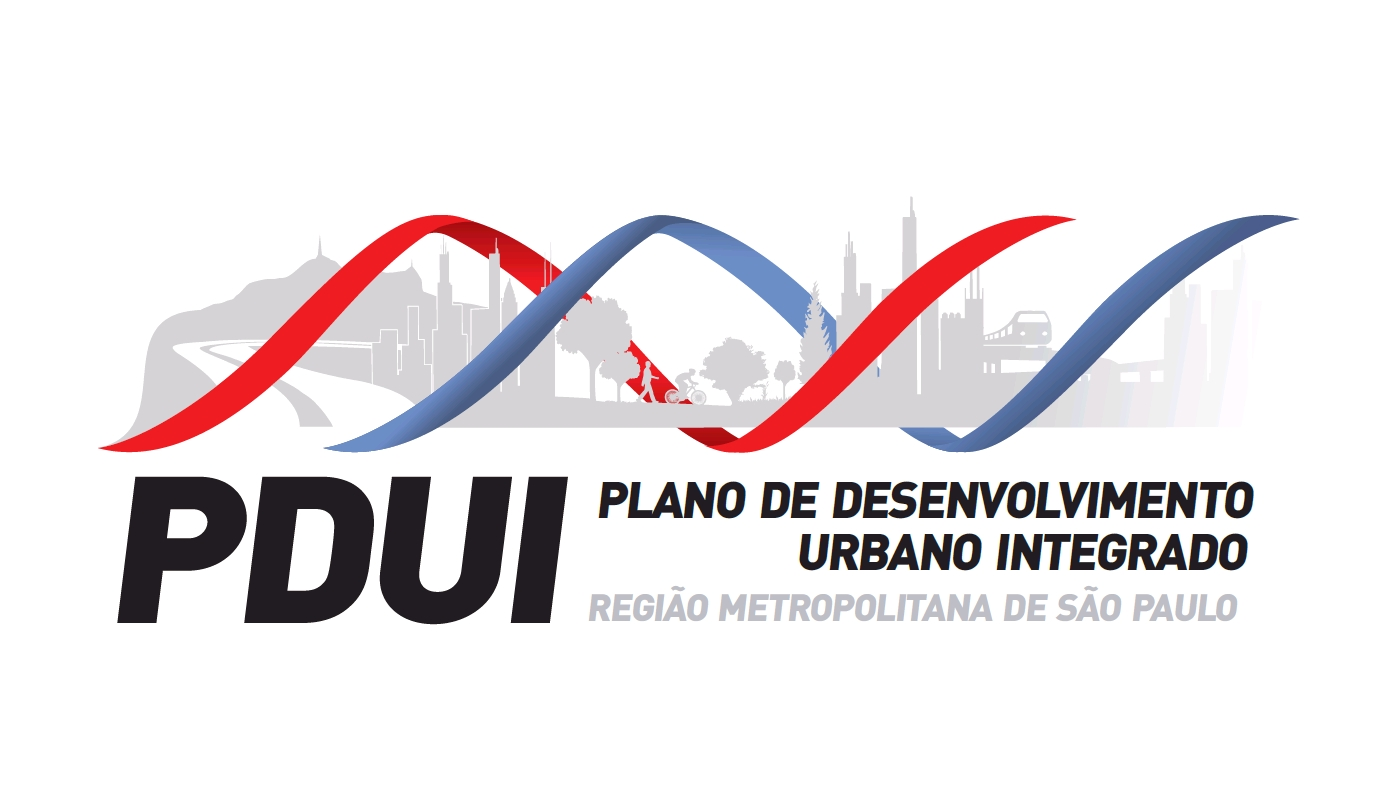 PDUI
PLANO DE DESENVOLVIMENTO
URBANO INTEGRADO
REGIÃO METROPOLITANA DE SÃO PAULO